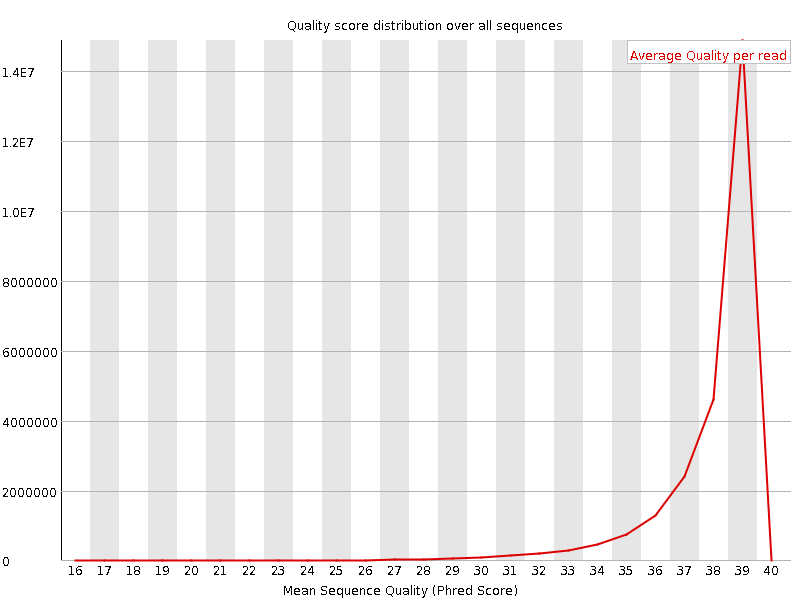 Quality score distribution over all sequences
Average Quality per read
1.4E7
1.2E7
1.0E7
8000000
6000000
4000000
2000000
0
16 17 18 19 20 21 22 23 24 25 26 27 28 29 30 31 32 33 34 35 36 37 38 39 40
Mean Sequence Quality (Phred Score)